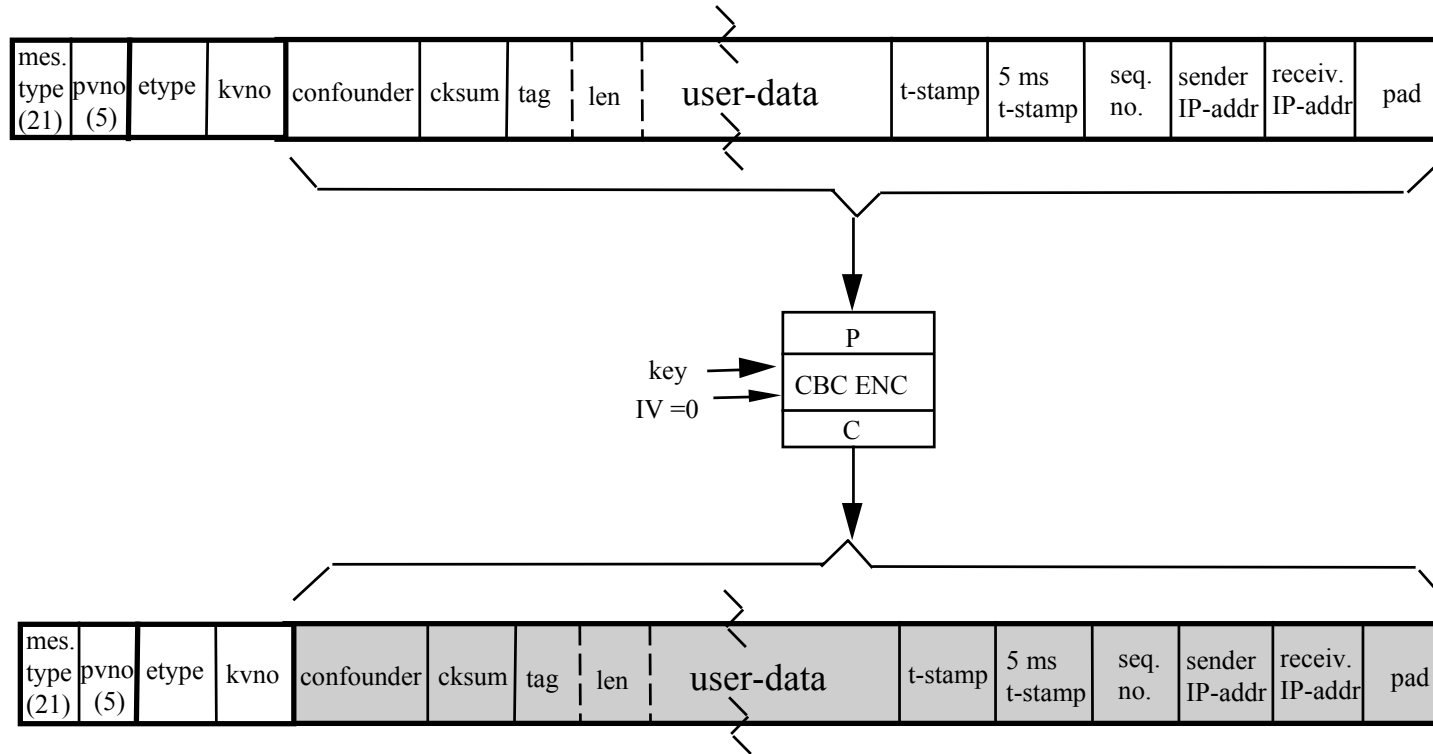 mes.
type
(21)
pvno
(5)
etype
kvno
confounder
cksum
tag
len
user-data
t-stamp
5 ms
t-stamp
seq.
no.
sender
IP-addr
receiv.
IP-addr
pad
P
key
CBC ENC
IV =0
C
mes.
type
(21)
pvno
(5)
etype
kvno
confounder
cksum
tag
len
user-data
t-stamp
5 ms
t-stamp
seq.
no.
sender
IP-addr
receiv.
IP-addr
pad